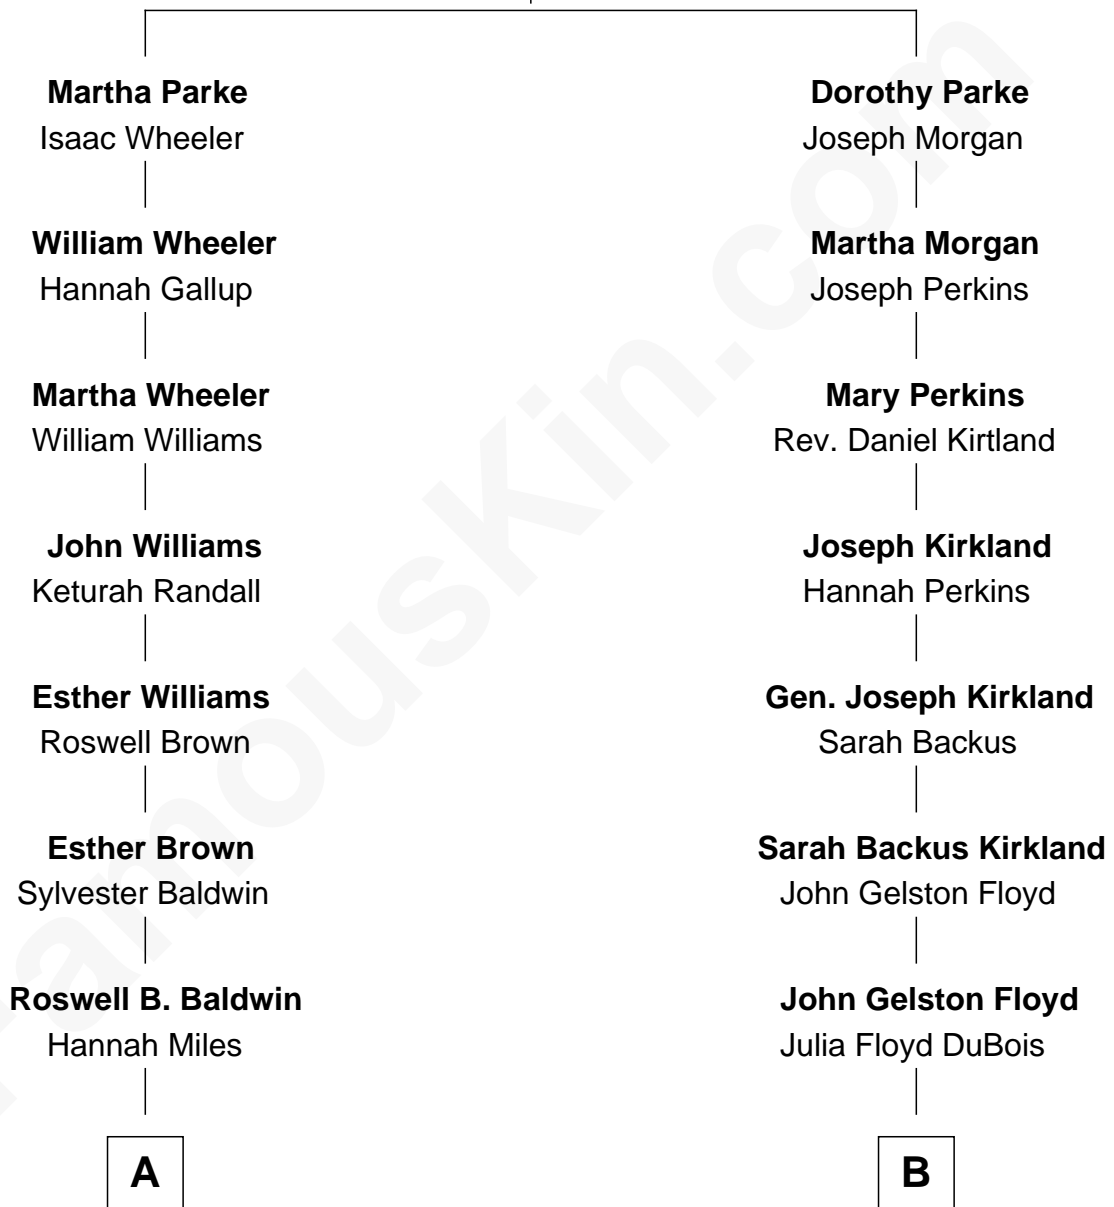 Martha Parke
Isaac Wheeler
William Wheeler
Hannah Gallup
Martha Wheeler
William Williams
John Williams
Keturah Randall
Esther Williams
Roswell Brown
Esther Brown
Sylvester Baldwin
Roswell B. Baldwin
Hannah Miles
A
Dorothy Parke
Joseph Morgan
Martha Morgan
Joseph Perkins
Mary Perkins
Rev. Daniel Kirtland
Joseph Kirkland
Hannah Perkins
Gen. Joseph Kirkland
Sarah Backus
Sarah Backus Kirkland
John Gelston Floyd
John Gelston Floyd
Julia Floyd DuBois
B
FamousKin.com